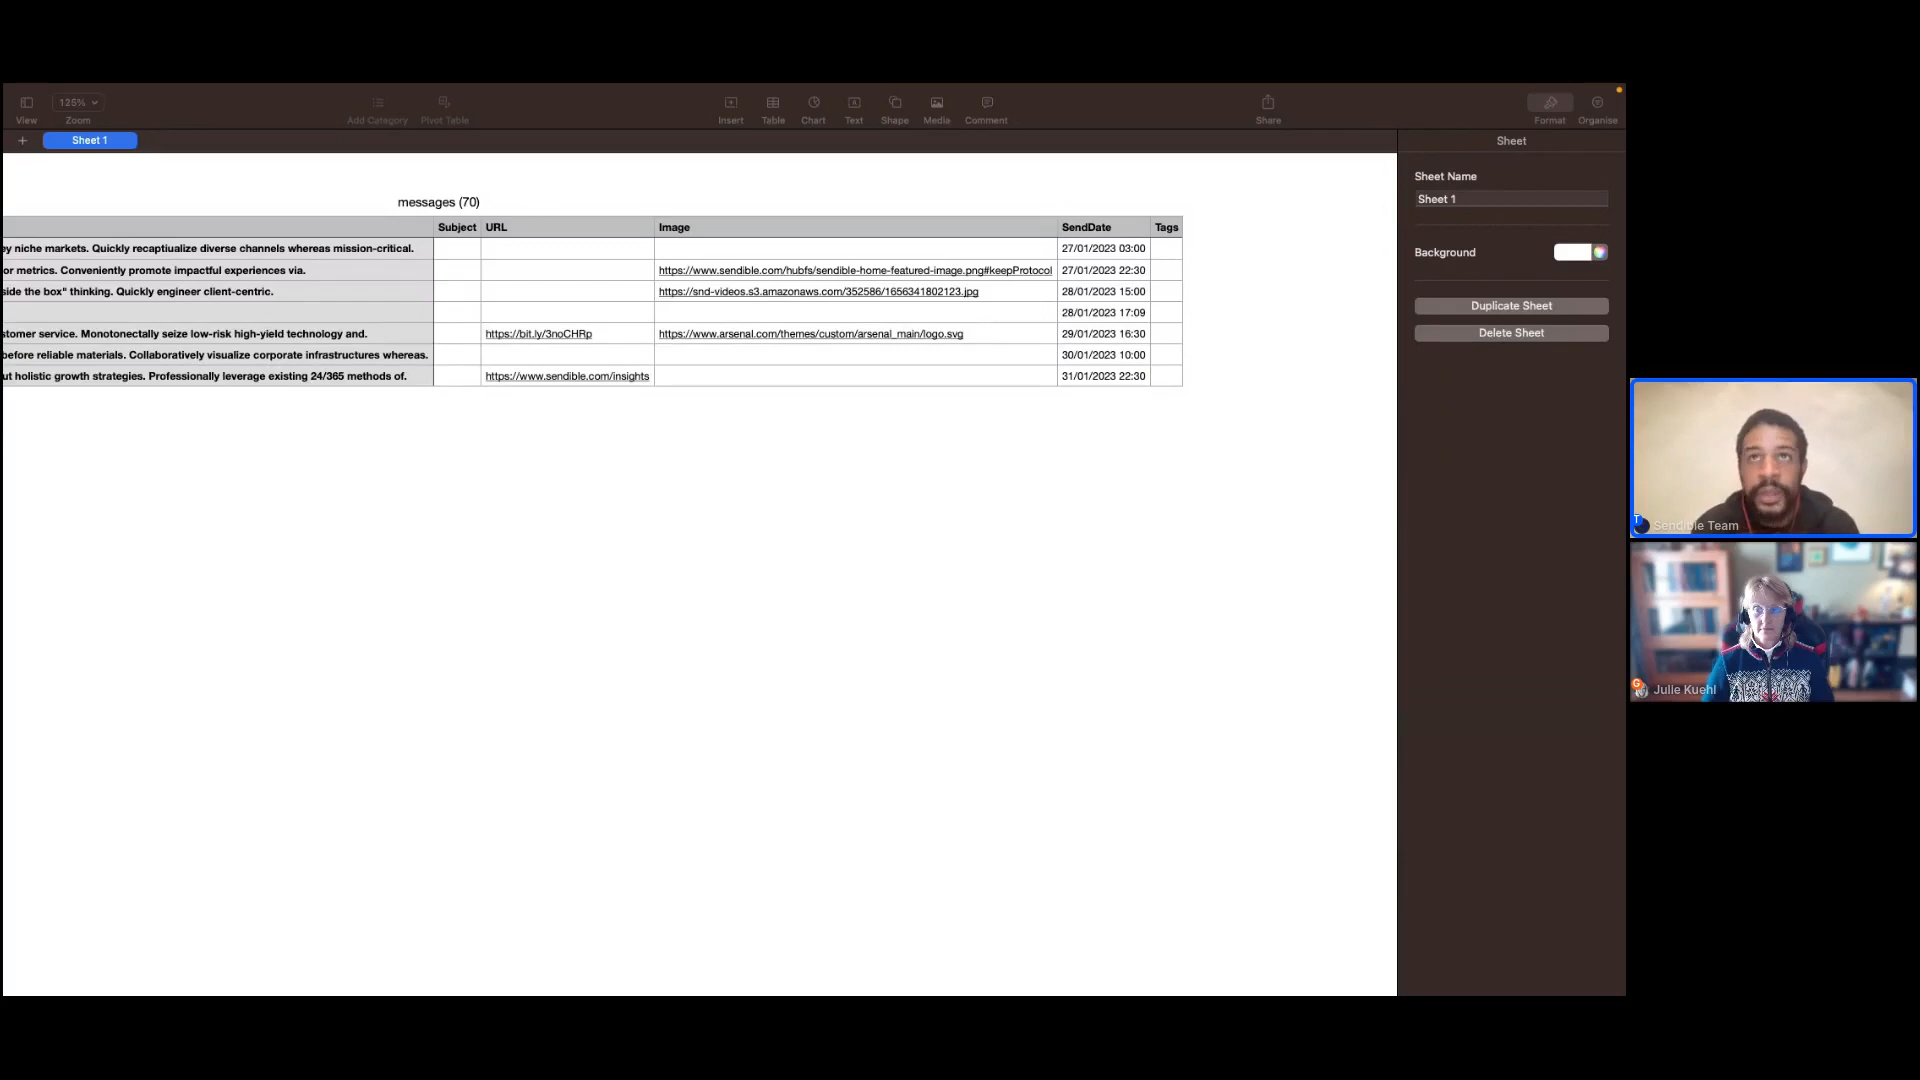 125%
View Zoom Add Category Pivot Table Insert Table Chart Text Shape Media Comment Share Format Organise
+ Sheet 1 Sheet
Sheet Name
Sheet 1
Background
Duplicate Sheet
Delete Sheet
messages (70)
Subject URL Image SendDate Tags
ey niche markets. Quickly recaptiualize diverse channels whereas mission-critical. 27/01/2023 03:00
or metrics. Conveniently promote impactful experiences via. https://www.sendible.com/hubfs/sendible-home-featured-image.png#keepProtocol 27/01/2023 22:30
side the box" thinking. Quickly engineer client-centric. https://snd-videos.s3.amazonaws.com/352586/1656341802123.jpg 28/01/2023 15:00
28/01/2023 17:09
stomer service. Monotonectally seize low-risk high-yield technology and. https://bit.ly/3noCHRp https://www.arsenal.com/themes/custom/arsenal_main/logo.svg 29/01/2023 16:30
before reliable materials. Collaboratively visualize corporate infrastructures whereas. 30/01/2023 10:00
ut holistic growth strategies. Professionally leverage existing 24/365 methods of. https://www.sendible.com/insights 31/01/2023 22:30
T Sendible Team
G Julie Kuehl